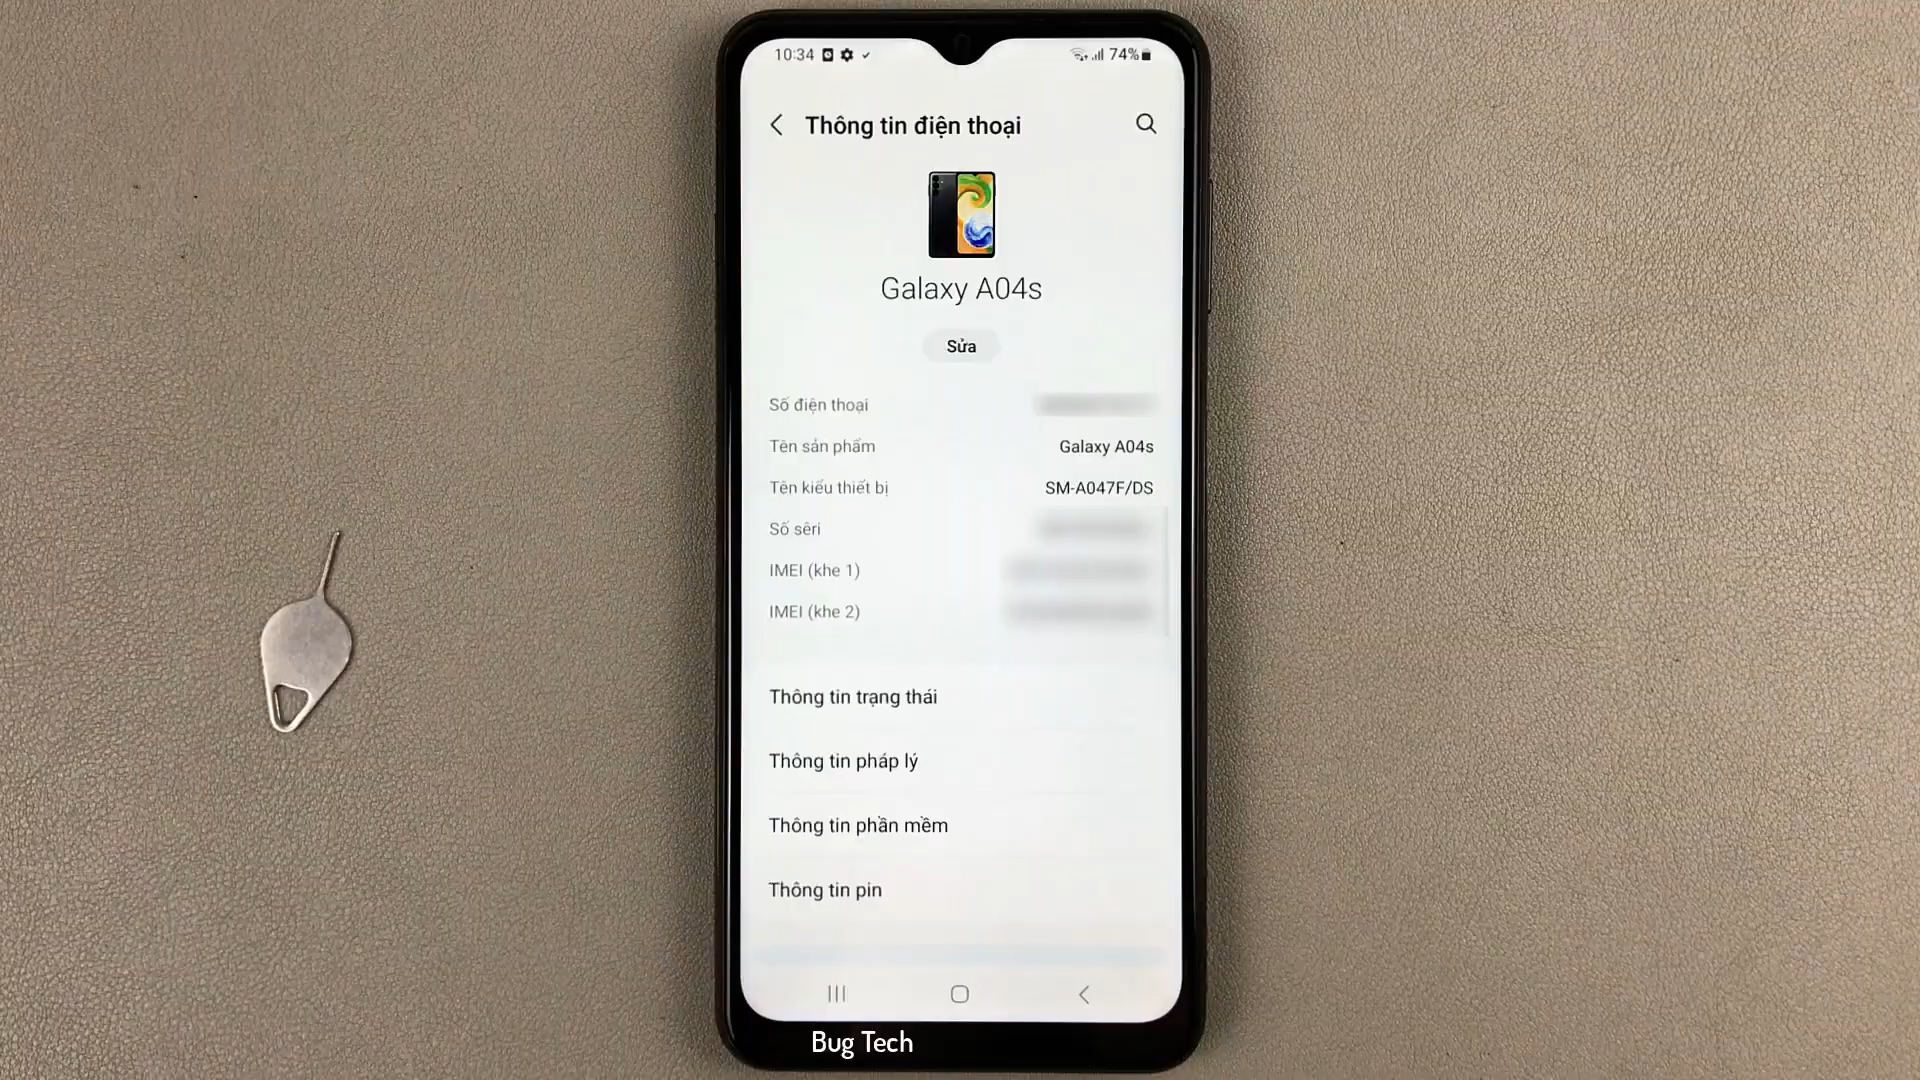 10:34
74%
Thông tin điện thoại
Galaxy A04s
Sửa
Số điện thoại
Tên sản phẩm Galaxy A04s
Tên kiểu thiết bị SM-A047F/DS
Số sêri
IMEI (khe 1)
IMEI (khe 2)
Thông tin trạng thái
Thông tin pháp lý
Thông tin phần mềm
Thông tin pin
Bug Tech